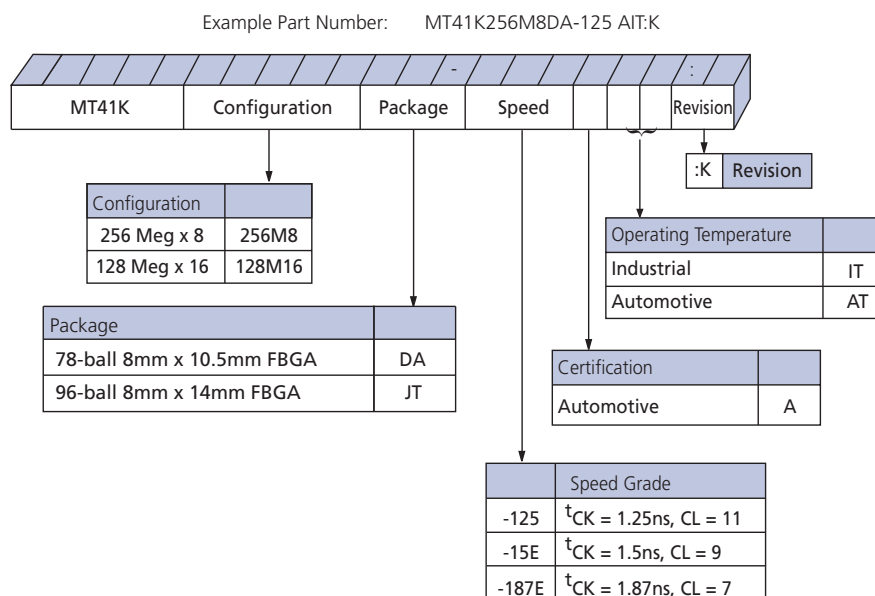 Example Part Number: MT41K256M8DA-125 AIT:K
- :
MT41K Configuration Package Speed Revision
:K Revision
Configuration
256 Meg x 8 256M8
128 Meg x 16 128M16
Operating Temperature
Industrial IT
Automotive AT
Package
78-ball 8mm x 10.5mm FBGA DA
96-ball 8mm x 14mm FBGA JT
Certification
Automotive A
Speed Grade
-125 tCK = 1.25ns, CL = 11
-15E tCK = 1.5ns, CL = 9
-187E tCK = 1.87ns, CL = 7